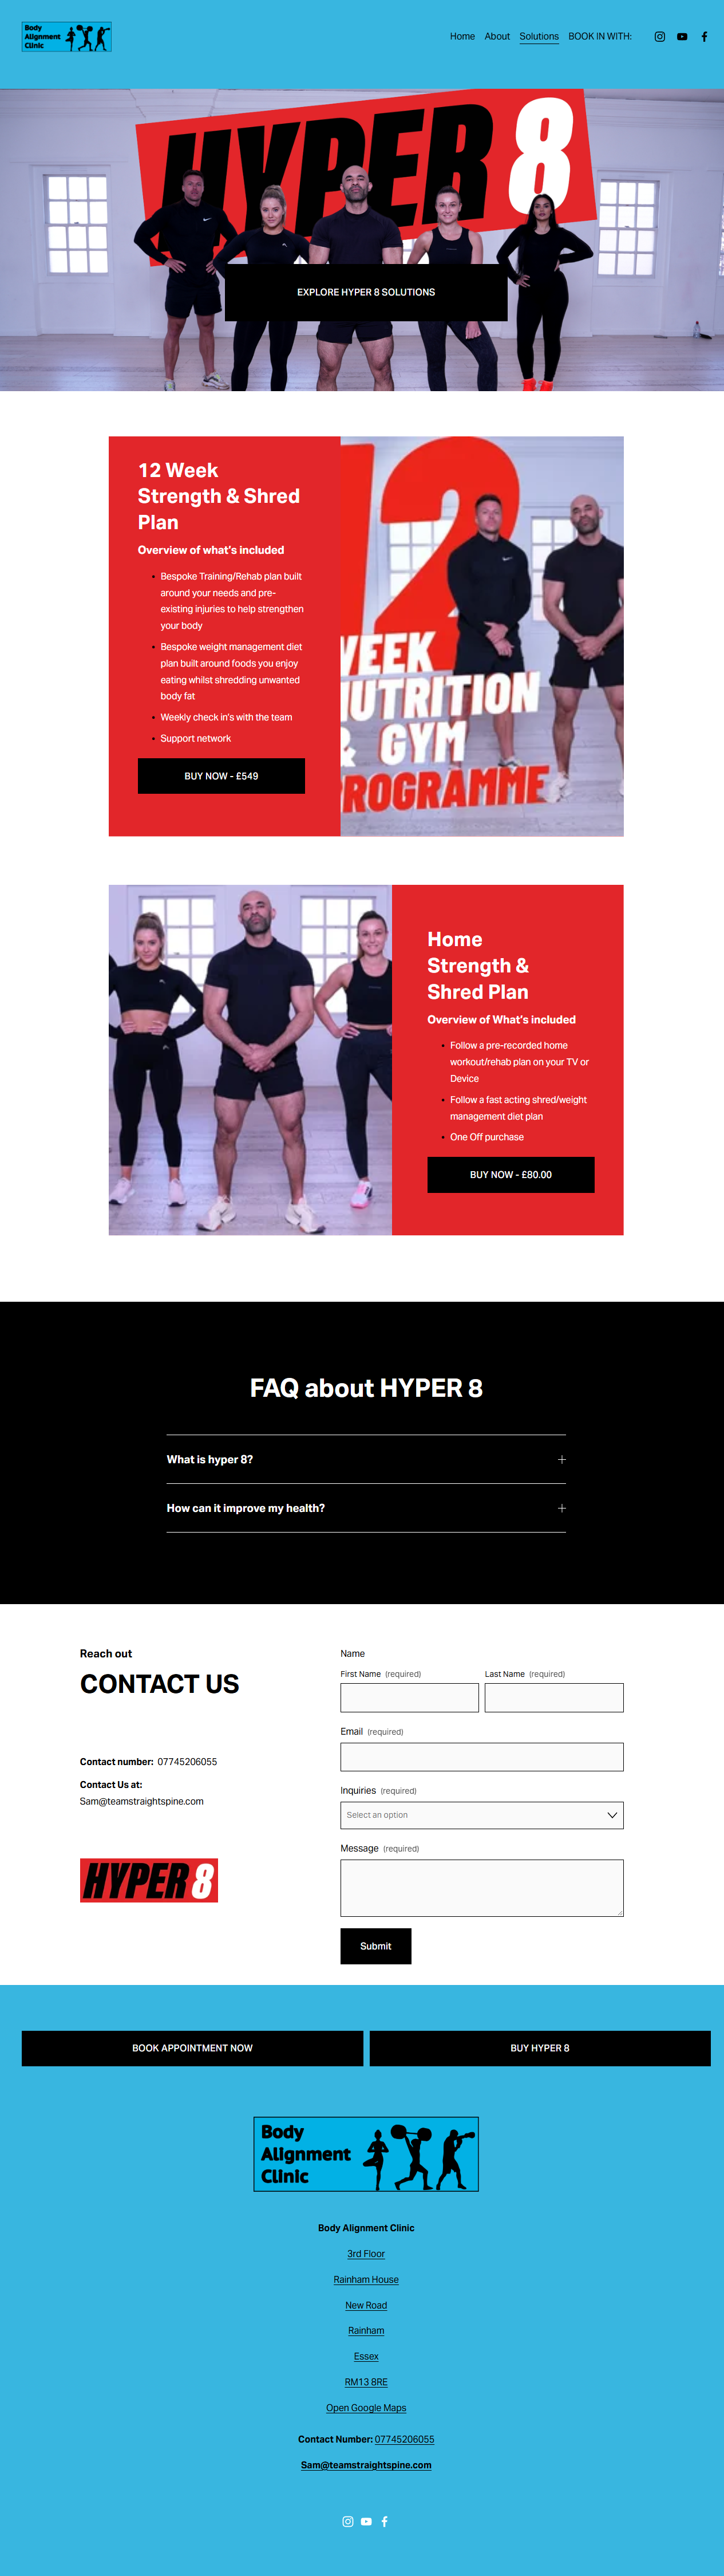 Body
Alignment
Clinic
Home About Solutions BOOK IN WITH:
HYPER 8
EXPLORE HYPER 8 SOLUTIONS
12 Week
Strength & Shred
Plan
Overview of what's included
Bespoke Training/Rehab plan built
around your needs and pre-
existing injuries to help strengthen
your body
Bespoke weight management diet
plan built around foods you enjoy
eating whilst shredding unwanted
body fat
Weekly check in's with the team
Support network
BUY NOW - £549
2
WEEK
NUTRITION
& GYM
PROGRAMME
Home
Strength &
Shred Plan
Overview of What's included
Follow a pre-recorded home
workout/rehab plan on your TV or
Device
Follow a fast acting shred/weight
management diet plan
One Off purchase
BUY NOW - £80.00
FAQ about HYPER 8
What is hyper 8?
How can it improve my health?
Reach out
CONTACT US
Contact number: 07745206055
Contact Us at:
Sam@teamstraightspine.com
HYPER 8
Name
First Name (required) Last Name (required)
Email (required)
Inquiries (required)
Select an option
Message (required)
Submit
BOOK APPOINTMENT NOW BUY HYPER 8
Body
Alignment
Clinic
Body Alignment Clinic
3rd Floor
Rainham House
New Road
Rainham
Essex
RM13 8RE
Open Google Maps
Contact Number: 07745206055
Sam@teamstraightspine.com